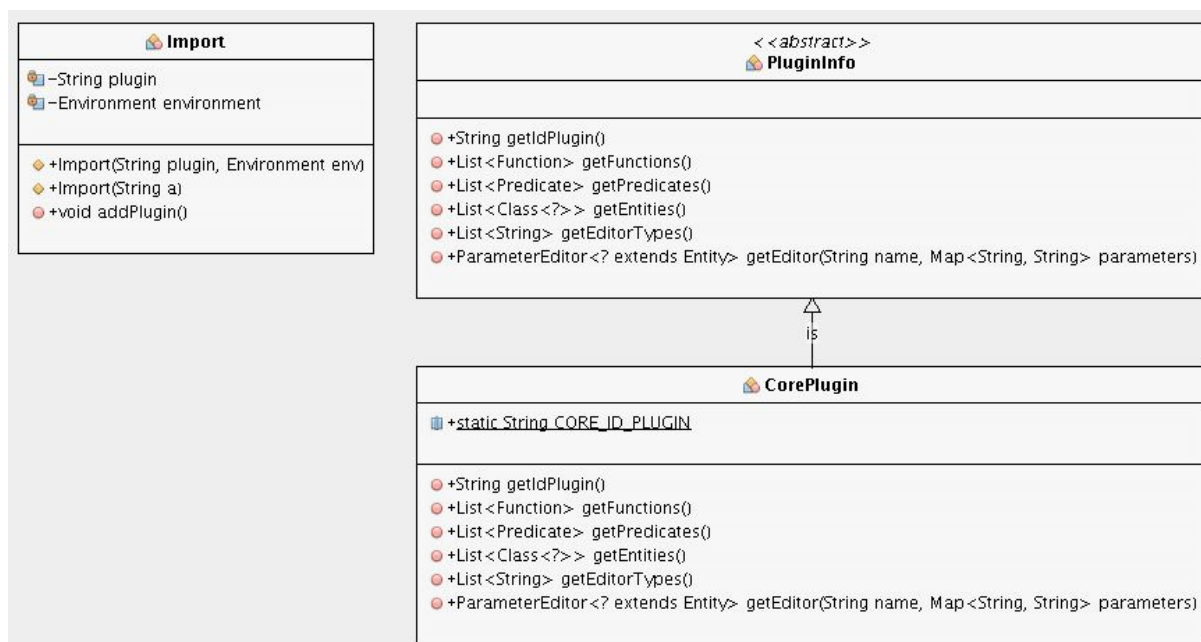 Import
-String plugin
-Environment environment
+Import(String plugin, Environment env)
+Import(String a)
+void addPlugin()
<<abstract>>
PluginInfo
+String getIdPlugin()
+List<Function> getFunctions()
+List<Predicate> getPredicates()
+List<Class<?>> getEntities()
+List<String> getEditorTypes()
+ParameterEditor<? extends Entity> getEditor(String name, Map<String, String> parameters)
is
CorePlugin
+static String CORE_ID_PLUGIN
+String getIdPlugin()
+List<Function> getFunctions()
+List<Predicate> getPredicates()
+List<Class<?>> getEntities()
+List<String> getEditorTypes()
+ParameterEditor<? extends Entity> getEditor(String name, Map<String, String> parameters)